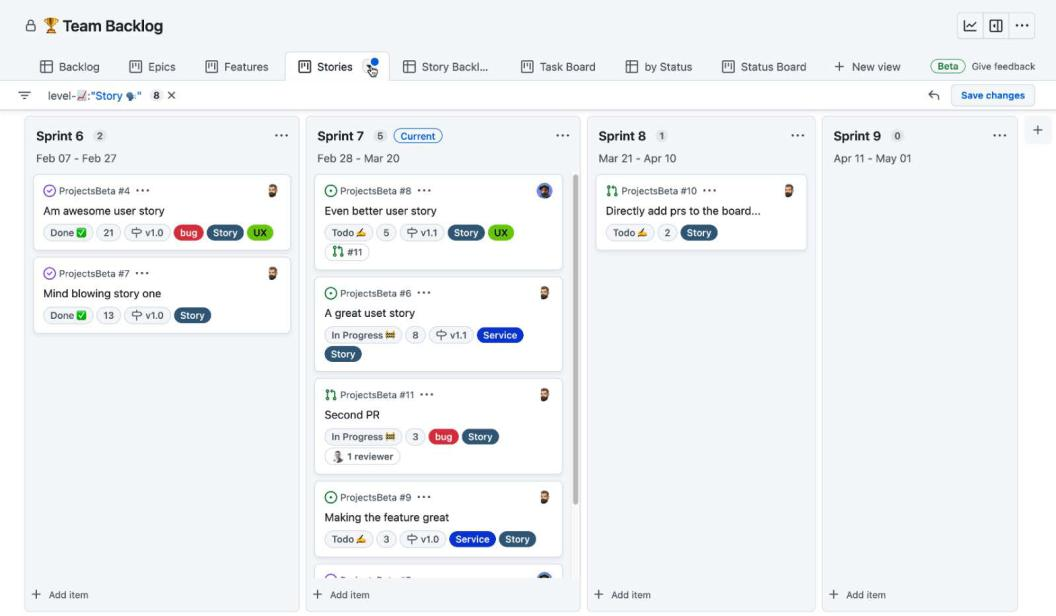 🏆 Team Backlog
Backlog Epics Features Stories Story Backl... Task Board by Status Status Board + New view Beta Give feedback
level-📈:"Story 🗣️" 8 ✕ Save changes
Sprint 6 2 ...
Feb 07 - Feb 27
ProjectsBeta #4 ...
Am awesome user story
Done ✅ 21 v1.0 bug Story UX
ProjectsBeta #7 ...
Mind blowing story one
Done ✅ 13 v1.0 Story
+ Add item
Sprint 7 5 Current ...
Feb 28 - Mar 20
ProjectsBeta #8 ...
Even better user story
Todo ✍️ 5 v1.1 Story UX
#11
ProjectsBeta #6 ...
A great uset story
In Progress 🚧 8 v1.1 Service
Story
ProjectsBeta #11 ...
Second PR
In Progress 🚧 3 bug Story
1 reviewer
ProjectsBeta #9 ...
Making the feature great
Todo ✍️ 3 v1.0 Service Story
+ Add item
Sprint 8 1 ...
Mar 21 - Apr 10
ProjectsBeta #10 ...
Directly add prs to the board...
Todo ✍️ 2 Story
+ Add item
Sprint 9 0 ...
Apr 11 - May 01
+ Add item